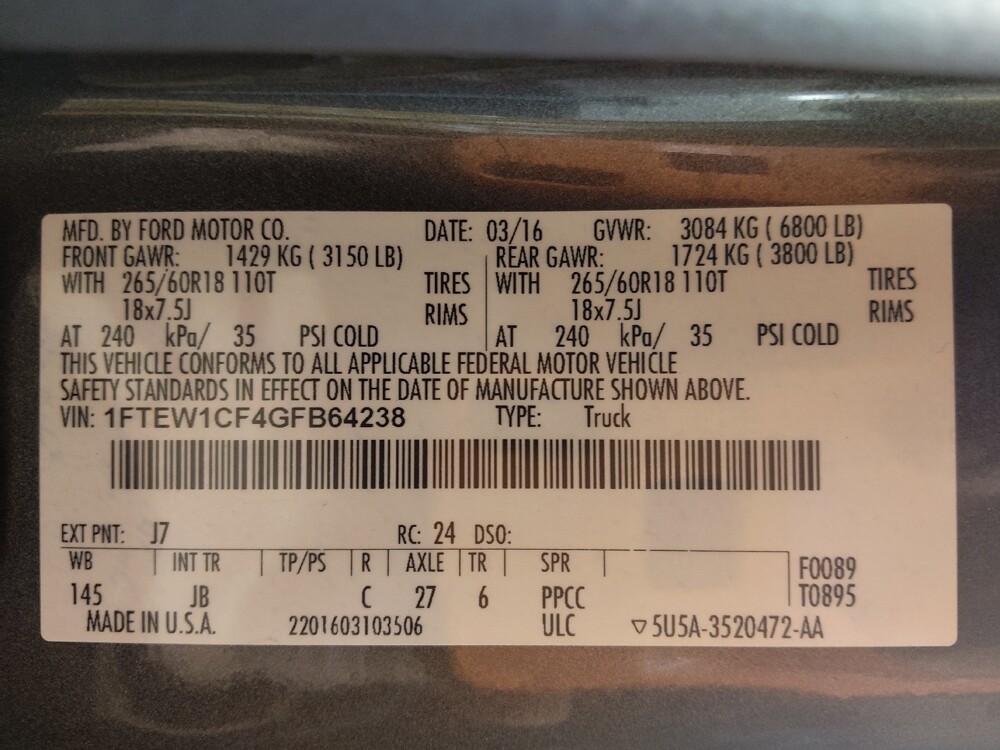 MFD. BY FORD MOTOR CO. DATE: 03/16 GVWR: 3084 KG ( 6800 LB)
FRONT GAWR: 1429 KG ( 3150 LB) REAR GAWR: 1724 KG ( 3800 LB)
WITH 265/60R18 110T TIRES WITH 265/60R18 110T TIRES
18x7.5J RIMS 18x7.5J RIMS
AT 240 kPa/ 35 PSI COLD AT 240 kPa/ 35 PSI COLD
THIS VEHICLE CONFORMS TO ALL APPLICABLE FEDERAL MOTOR VEHICLE
SAFETY STANDARDS IN EFFECT ON THE DATE OF MANUFACTURE SHOWN ABOVE.
VIN: 1FTEW1CF4GFB64238 TYPE: Truck
EXT PNT: J7 RC: 24 DSO:
WB INT TR TP/PS R AXLE TR SPR F0089
145 JB C 27 6 PPCC T0895
MADE IN U.S.A. 2201603103506 ULC ▽5U5A-3520472-AA